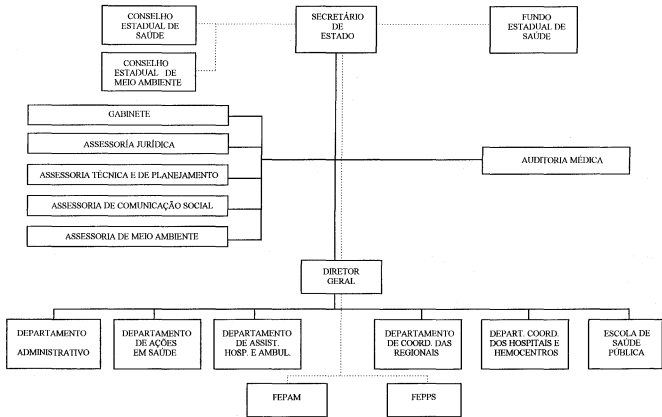 CONSELHO
ESTADUAL DE
SAÚDE
SECRETÁRIO
DE
ESTADO
FUNDO
ESTADUAL DE
SAÚDE
CONSELHO
ESTADUAL DE
MEIO AMBIENTE
GABINETE
ASSESSORÍA JURÍDICA
ASSESSORIA TÉCNICA E DE PLANEJAMENTO
ASSESSORIA DE COMUNICAÇÃO SOCIAL
ASSESSORIA DE MEIO AMBIENTE
AUDITORIA MÉDICA
DIRETOR
GERAL
DEPARTAMENTO
ADMINISTRATIVO
DEPARTAMENTO
DE AÇÕES
EM SAÚDE
DEPARTAMENTO
DE ASSIST.
HOSP. E AMBUL.
DEPARTAMENTO
DE COORD. DAS
REGIONAIS
DEPART. COORD.
DOS HOSPITAIS E
HEMOCENTROS
ESCOLA DE
SAÚDE
PÚBLICA
FEPAM
FEPPS